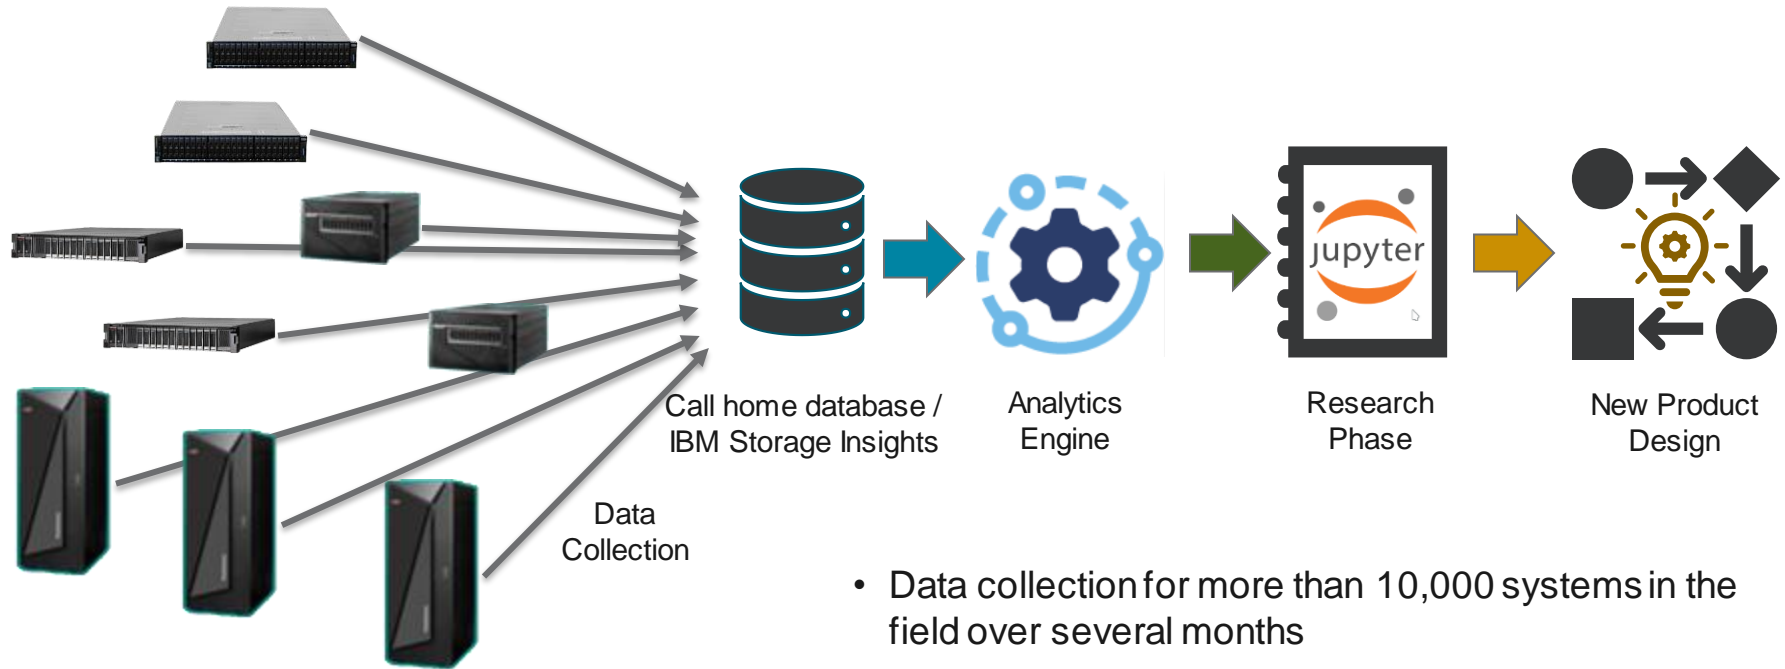 jupyter
Call home database /
IBM Storage Insights
Analytics
Engine
Research
Phase
New Product
Design
Data
Collection
• Data collection for more than 10,000 systems in the
field over several months